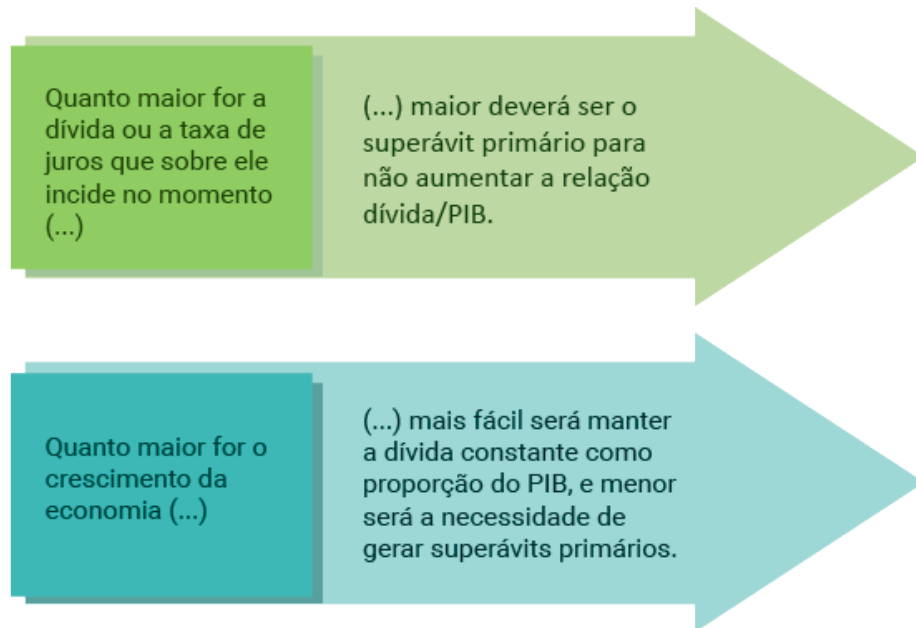 Quanto maior for a
dívida ou a taxa de
juros que sobre ele
incide no momento
(...)
(...) maior deverá ser o
superávit primário para
não aumentar a relação
dívida/PIB.
Quanto maior for o
crescimento da
economia (...)
(...) mais fácil será manter
a dívida constante como
proporção do PIB, e menor
será a necessidade de
gerar superávits primários.